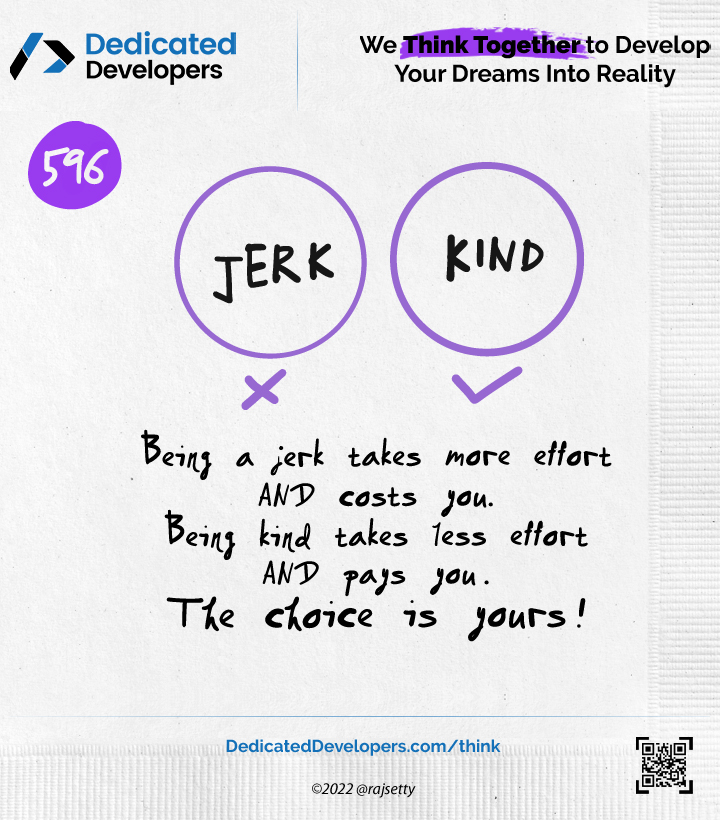 Dedicated
Developers
We Think Together to Develop
Your Dreams Into Reality
596
JERK
KIND
Being a jerk takes more effort
AND costs you.
Being kind takes less effort
AND pays you.
The choice is yours!
DedicatedDevelopers.com/think
©2022 @rajsetty